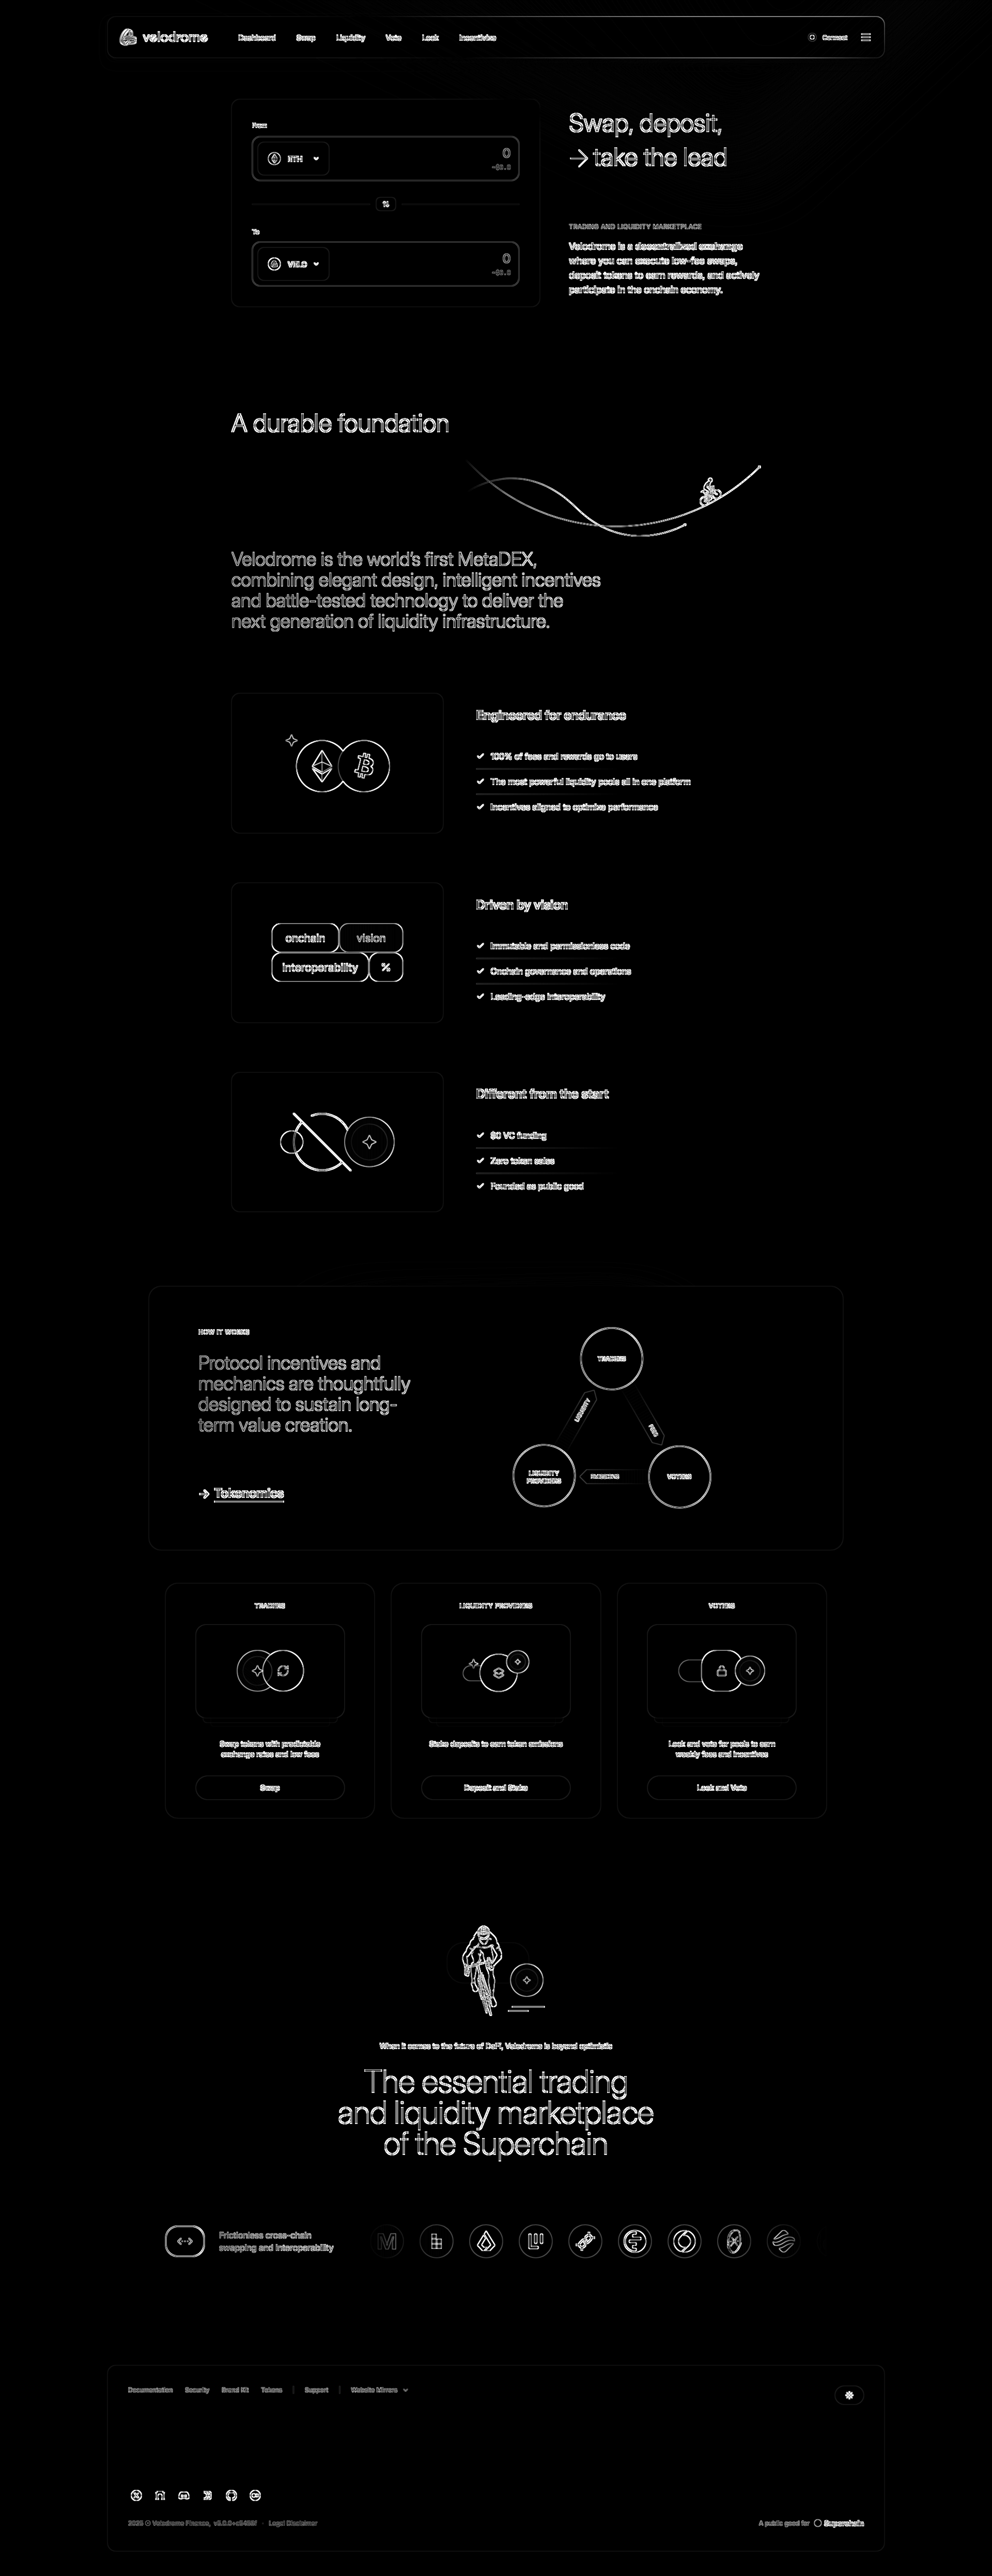 velodrome
Dashboard Swap Liquidity Vote Lock Incentives
Connect
From
ETH
0
~$0.0
%
To
VELO
0
~$0.0
Swap, deposit,
→ take the lead
TRADING AND LIQUIDITY MARKETPLACE
Velodrome is a decentralized exchange
where you can execute low-fee swaps,
deposit tokens to earn rewards, and actively
participate in the onchain economy.
A durable foundation
Velodrome is the world's first MetaDEX,
combining elegant design, intelligent incentives
and battle-tested technology to deliver the
next generation of liquidity infrastructure.
Engineered for endurance
100% of fees and rewards go to users
The most powerful liquidity pools all in one platform
Incentives aligned to optimize performance
onchain vision
interoperability %
Driven by vision
Immutable and permissionless code
Onchain governance and operations
Leading-edge interoperability
Different from the start
$0 VC funding
Zero token sales
Founded as public good
HOW IT WORKS
Protocol incentives and
mechanics are thoughtfully
designed to sustain long-
term value creation.
→ Tokenomics
TRADERS
LIQUIDITY
FEES
LIQUIDITY
PROVIDERS
VOTERS
TRADERS
Swap tokens with predictable
exchange rates and low fees
Swap
LIQUIDITY PROVIDERS
Stake deposits to earn token emissions
Deposit and Stake
VOTERS
Lock and vote for pools to earn
weekly fees and incentives
Lock and Vote
When it comes to the future of DeFi, Velodrome is beyond optimistic
The essential trading
and liquidity marketplace
of the Superchain
Frictionless cross-chain
swapping and interoperability
Documentation Security Brand Kit Tokens | Support | Website Mirrors
2025 © Velodrome Finance, · Legal Disclaimer
A public good for Superchain